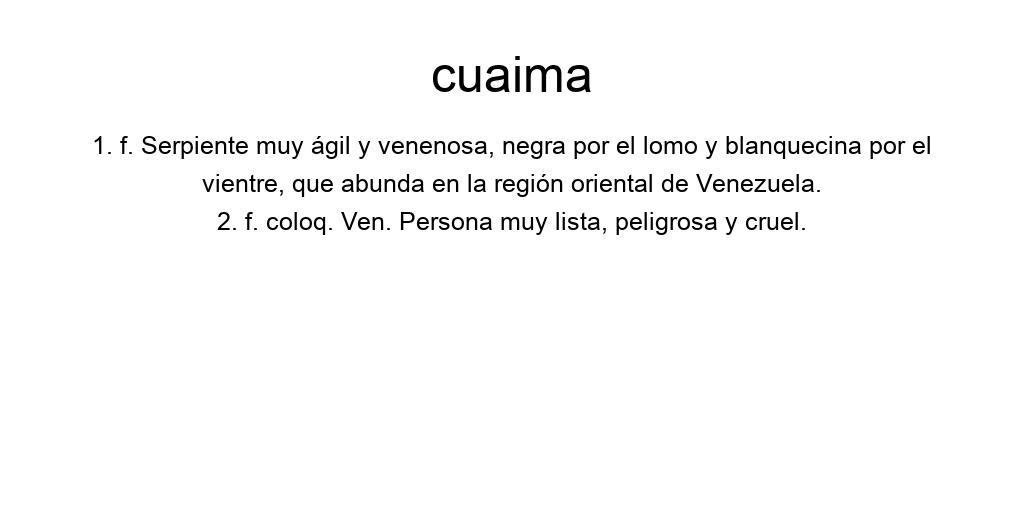 cuaima
1. f. Serpiente muy ágil y venenosa, negra por el lomo y blanquecina por el
vientre, que abunda en la región oriental de Venezuela.
2. f. coloq. Ven. Persona muy lista, peligrosa y cruel.